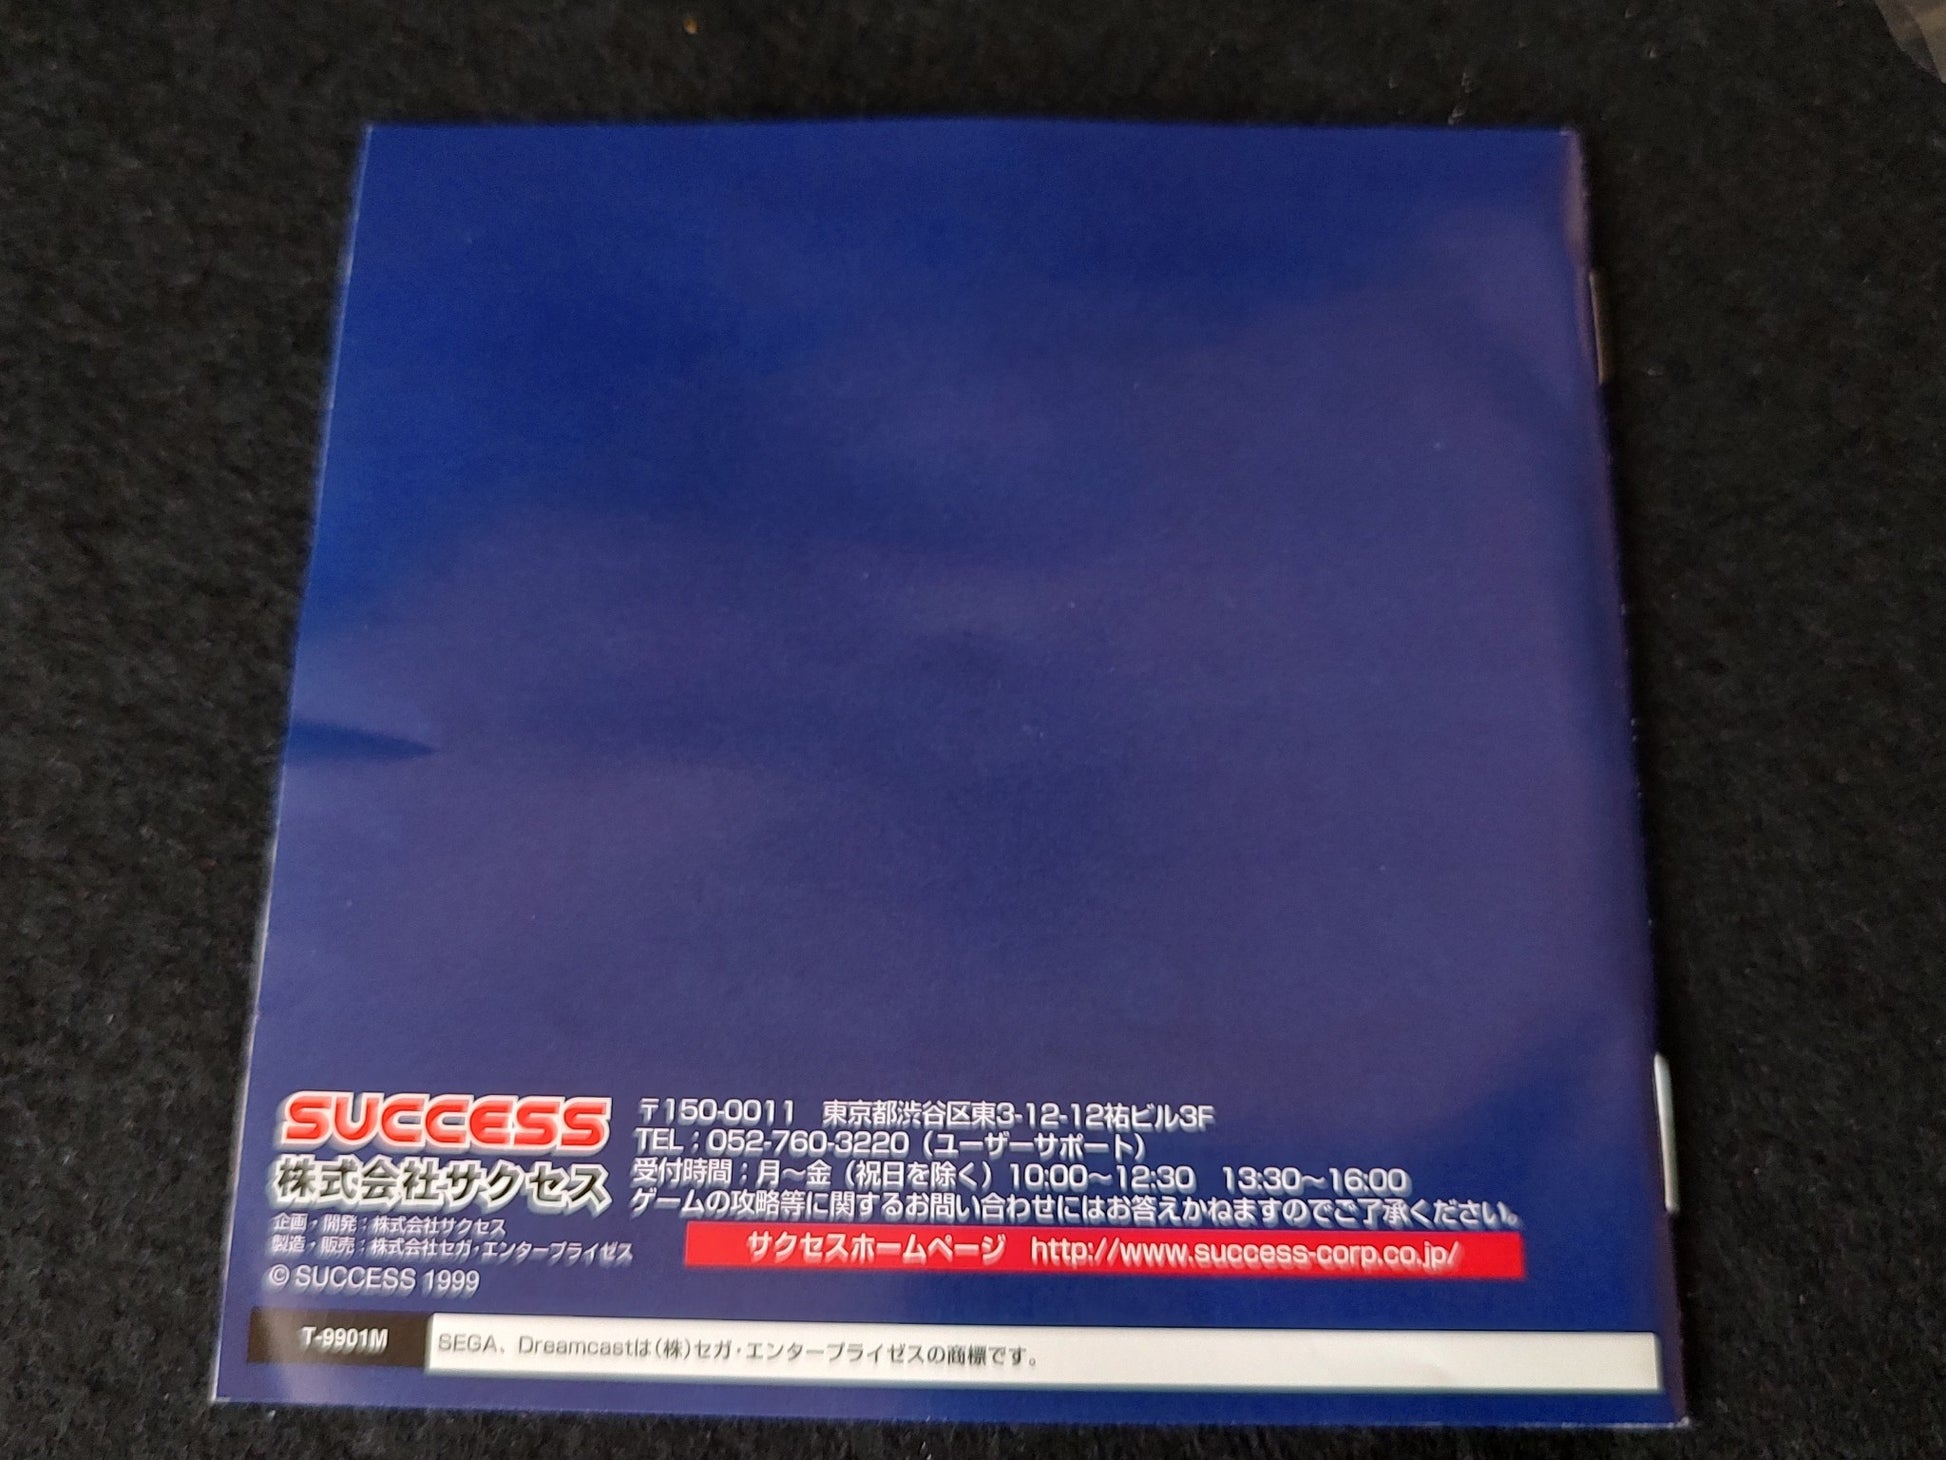 SUCCESS
株式会社サクセス
企画・開発：株式会社サクセス
製造・販売：株式会社セガ・エンタープライゼス
© SUCCESS 1999
〒150-0011 東京都渋谷区東3-12-12祐ビル3F
TEL：052-760-3220（ユーザーサポート）
受付時間；月〜金（祝日を除く）10:00〜12:30 13:30〜16:00
ゲームの攻略等に関するお問い合わせにはお答えかねますのでご了承ください。
サクセスホームページ http://www.success-corp.co.jp/
T-9901M
SEGA、Dreamcastは(株)セガ・エンタープライゼスの商標です。